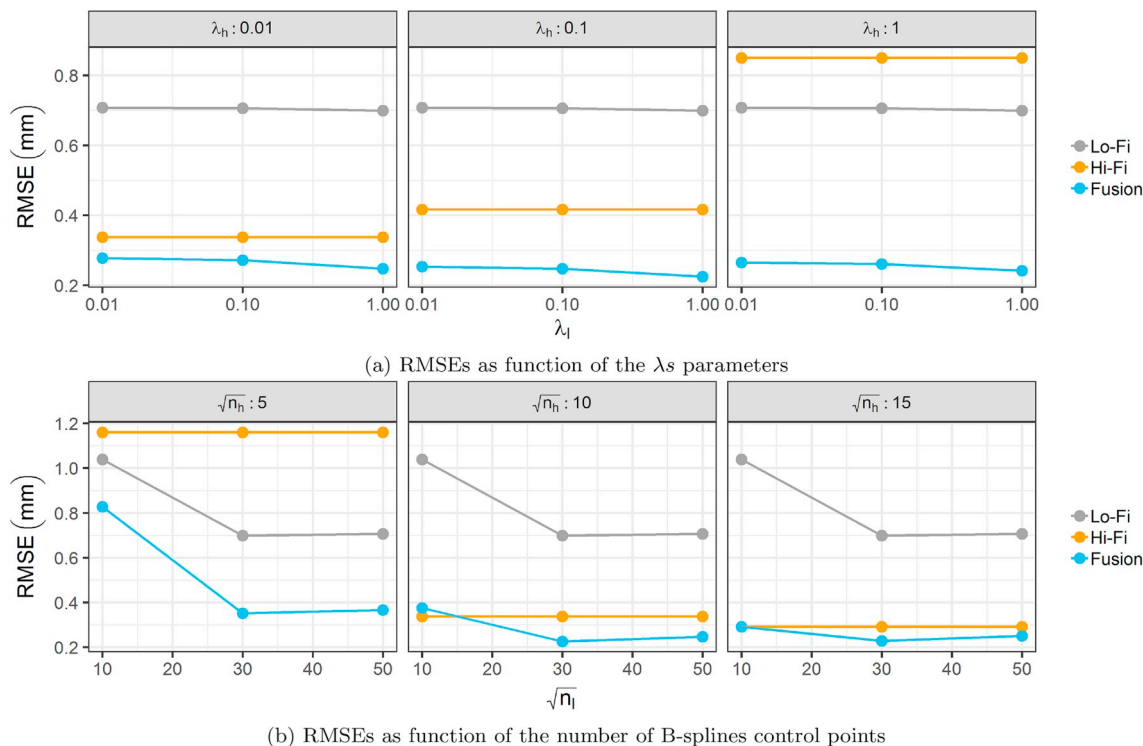 λh : 0.01 λh : 0.1 λh : 1
0.8
0.6
0.4
0.2
RMSE (mm)
0.01 0.10 1.00 0.01 0.10 1.00 0.01 0.10 1.00
λl
Lo-Fi
Hi-Fi
Fusion
(a) RMSEs as function of the λs parameters
√nh : 5 √nh : 10 √nh : 15
1.2
1.0
0.8
0.6
0.4
0.2
RMSE (mm)
10 20 30 40 50 10 20 30 40 50 10 20 30 40 50
√nl
Lo-Fi
Hi-Fi
Fusion
(b) RMSEs as function of the number of B-splines control points